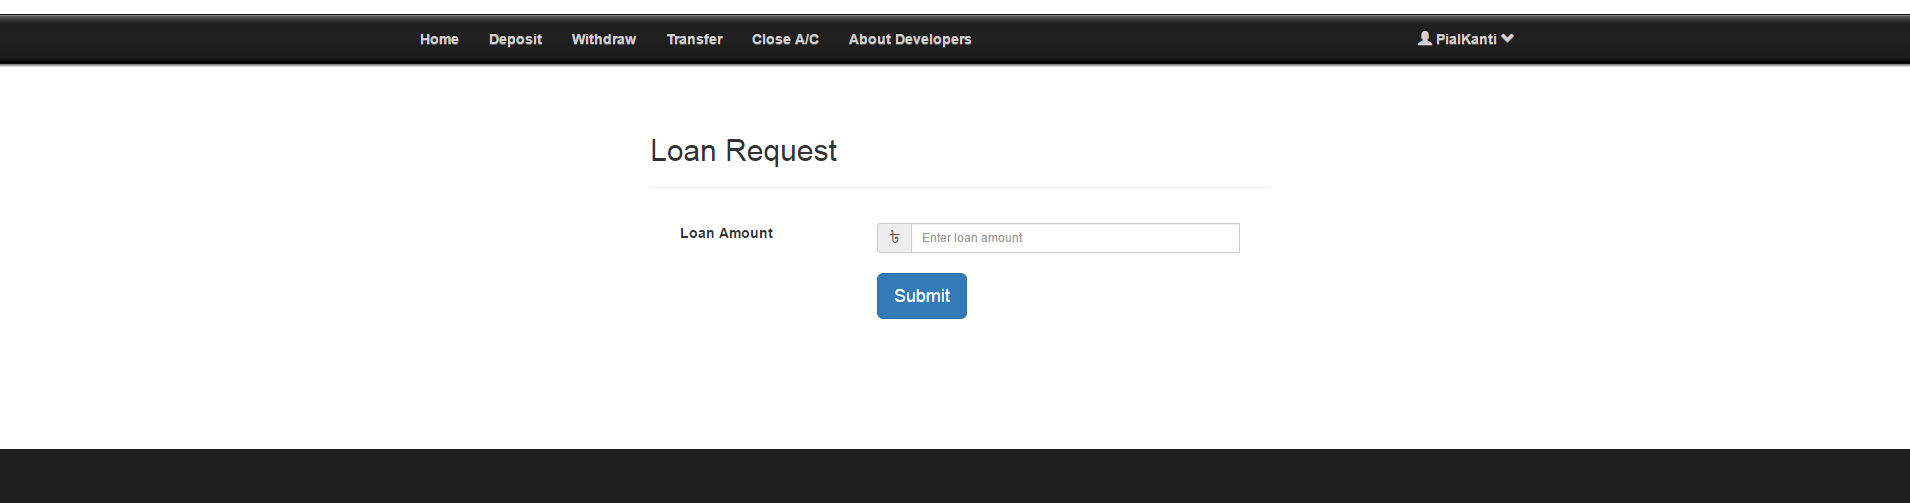 Home Deposit Withdraw Transfer Close A/C About Developers PialKanti
Loan Request
Loan Amount ৳ Enter loan amount
Submit